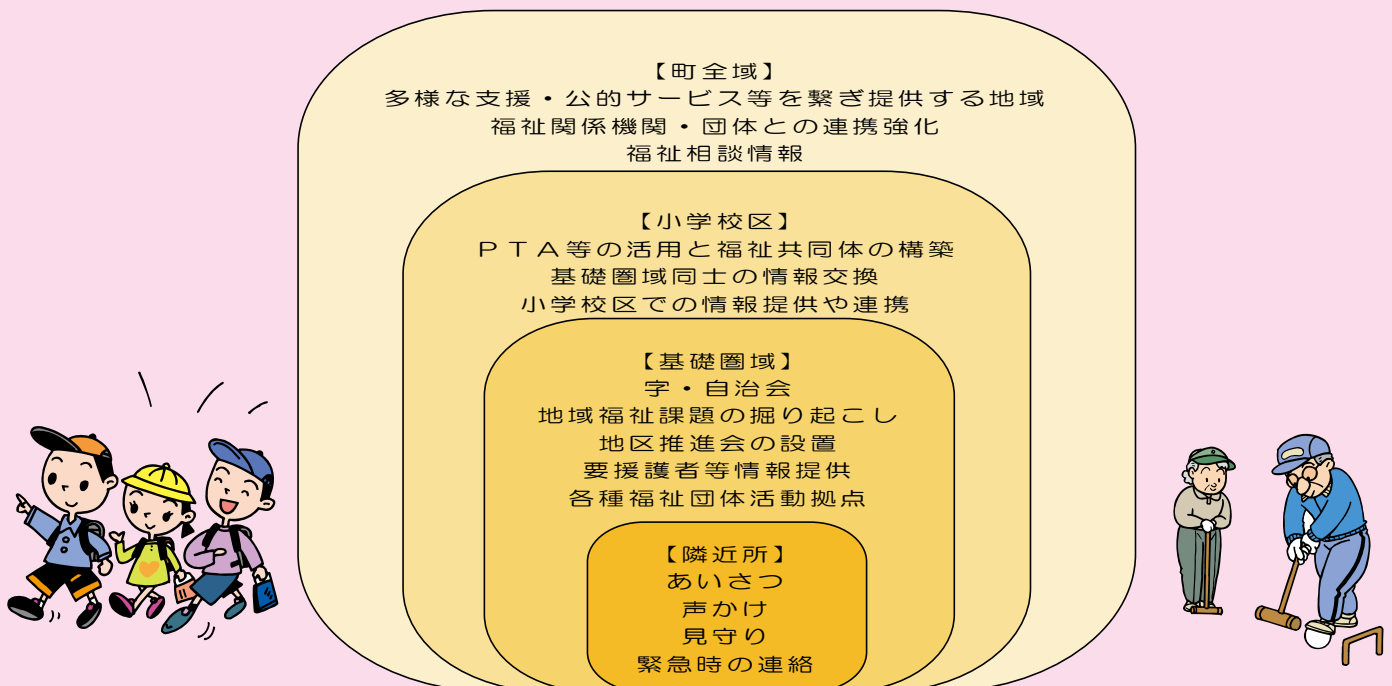 【町全域】
多様な支援・公的サービス等を繋ぎ提供する地域
福祉関係機関・団体との連携強化
福祉相談情報
【小学校区】
ＰＴＡ等の活用と福祉共同体の構築
基礎圏域同士の情報交換
小学校区での情報提供や連携
【基礎圏域】
字・自治会
地域福祉課題の掘り起こし
地区推進会の設置
要援護者等情報提供
各種福祉団体活動拠点
【隣近所】
あいさつ
声かけ
見守り
緊急時の連絡